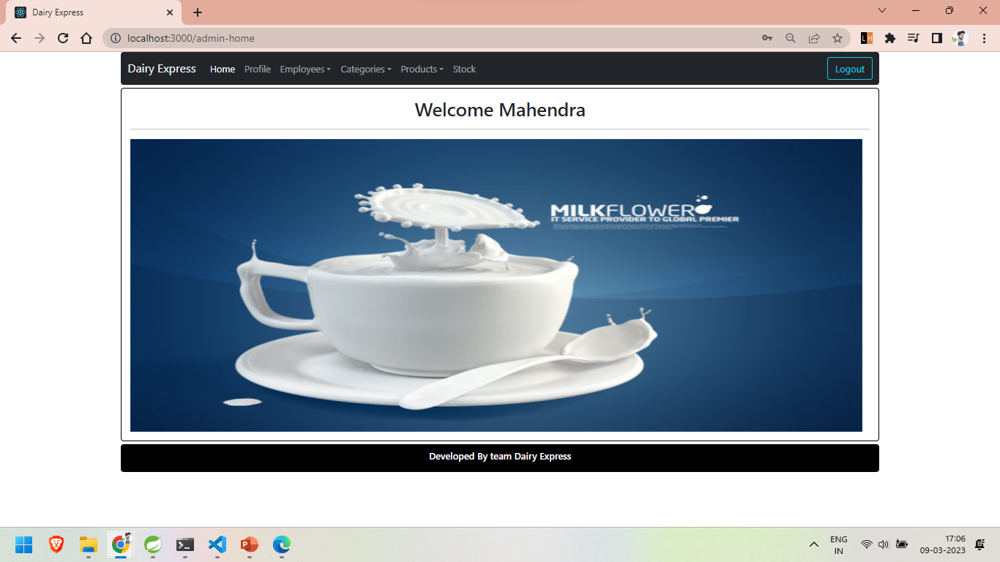 Dairy Express
localhost:3000/admin-home
Dairy Express Home Profile Employees Categories Products Stock Logout
Welcome Mahendra
MILKFLOWER
IT SERVICE PROVIDER TO GLOBAL PREMIER
Developed By team Dairy Express
ENG
IN
17:06
09-03-2023